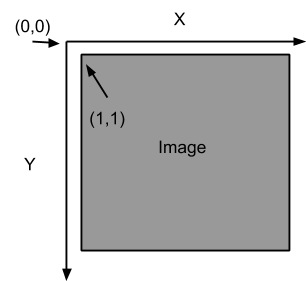 X
(0,0)
(1,1)
Image
Y